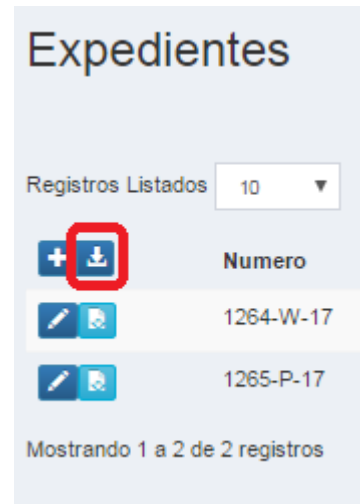 Expedientes
Registros Listados 10
Numero
1264-W-17
1265-P-17
Mostrando 1 a 2 de 2 registros